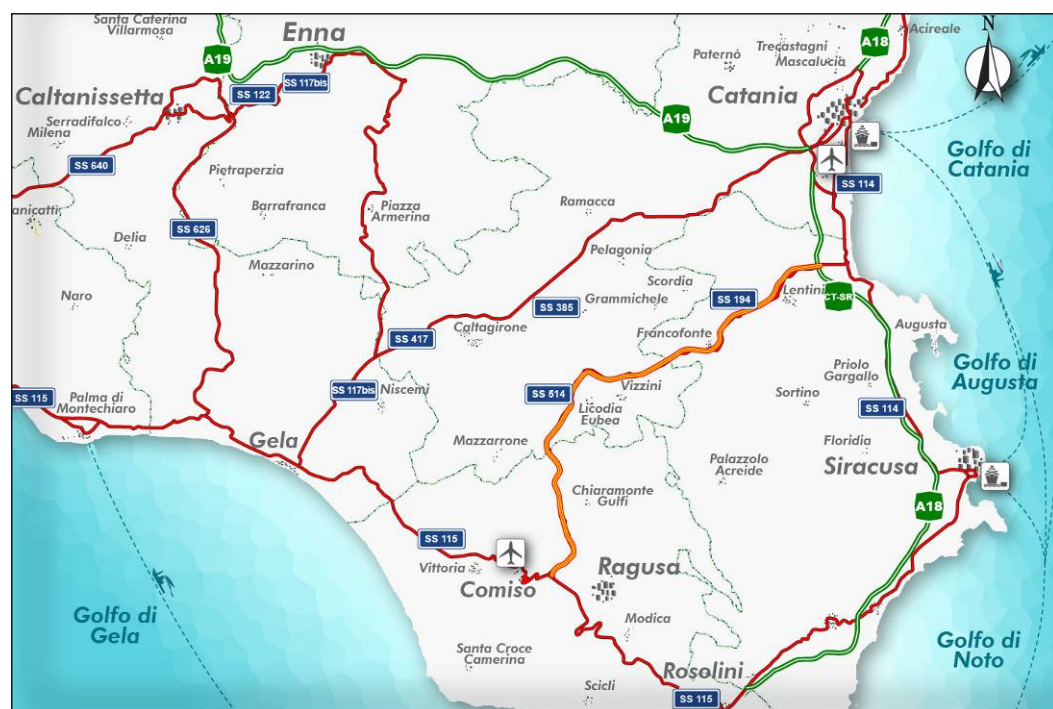 Santa Caterina
Villarmosa
Enna
A19
SS 117bis
SS 122
Caltanissetta
Serradifalco
Milena
SS 640
anicatti
Pietraperzia
Barrafranca
Piazza
Armerina
SS 626
Delia
Mazzarino
Naro
A18
Acireale
N
Paternò
Trecastagni
Mascalucia
Catania
A19
Golfo di
Catania
SS 114
Ramacca
Pelagonia
Scordia
Grammichele
SS 385
SS 194
Lentini
CT-SR
Francofonte
Caltagirone
SS 417
Augusta
Golfo di
Augusta
Priolo
Gargallo
SS 117bis
Niscemi
SS 514
Vizzini
Licodia
Eubea
Sortino
SS 114
SS 115
Palma di
Montechiaro
Gela
Mazzarrone
Floridia
Siracusa
Palazzolo
Acreide
Chiaramonte
Gulfi
A18
SS 115
Vittoria
Comiso
Ragusa
Modica
Golfo di
Gela
Golfo di
Noto
Santa Croce
Camerina
Rosolini
Scicli
SS 115
A18